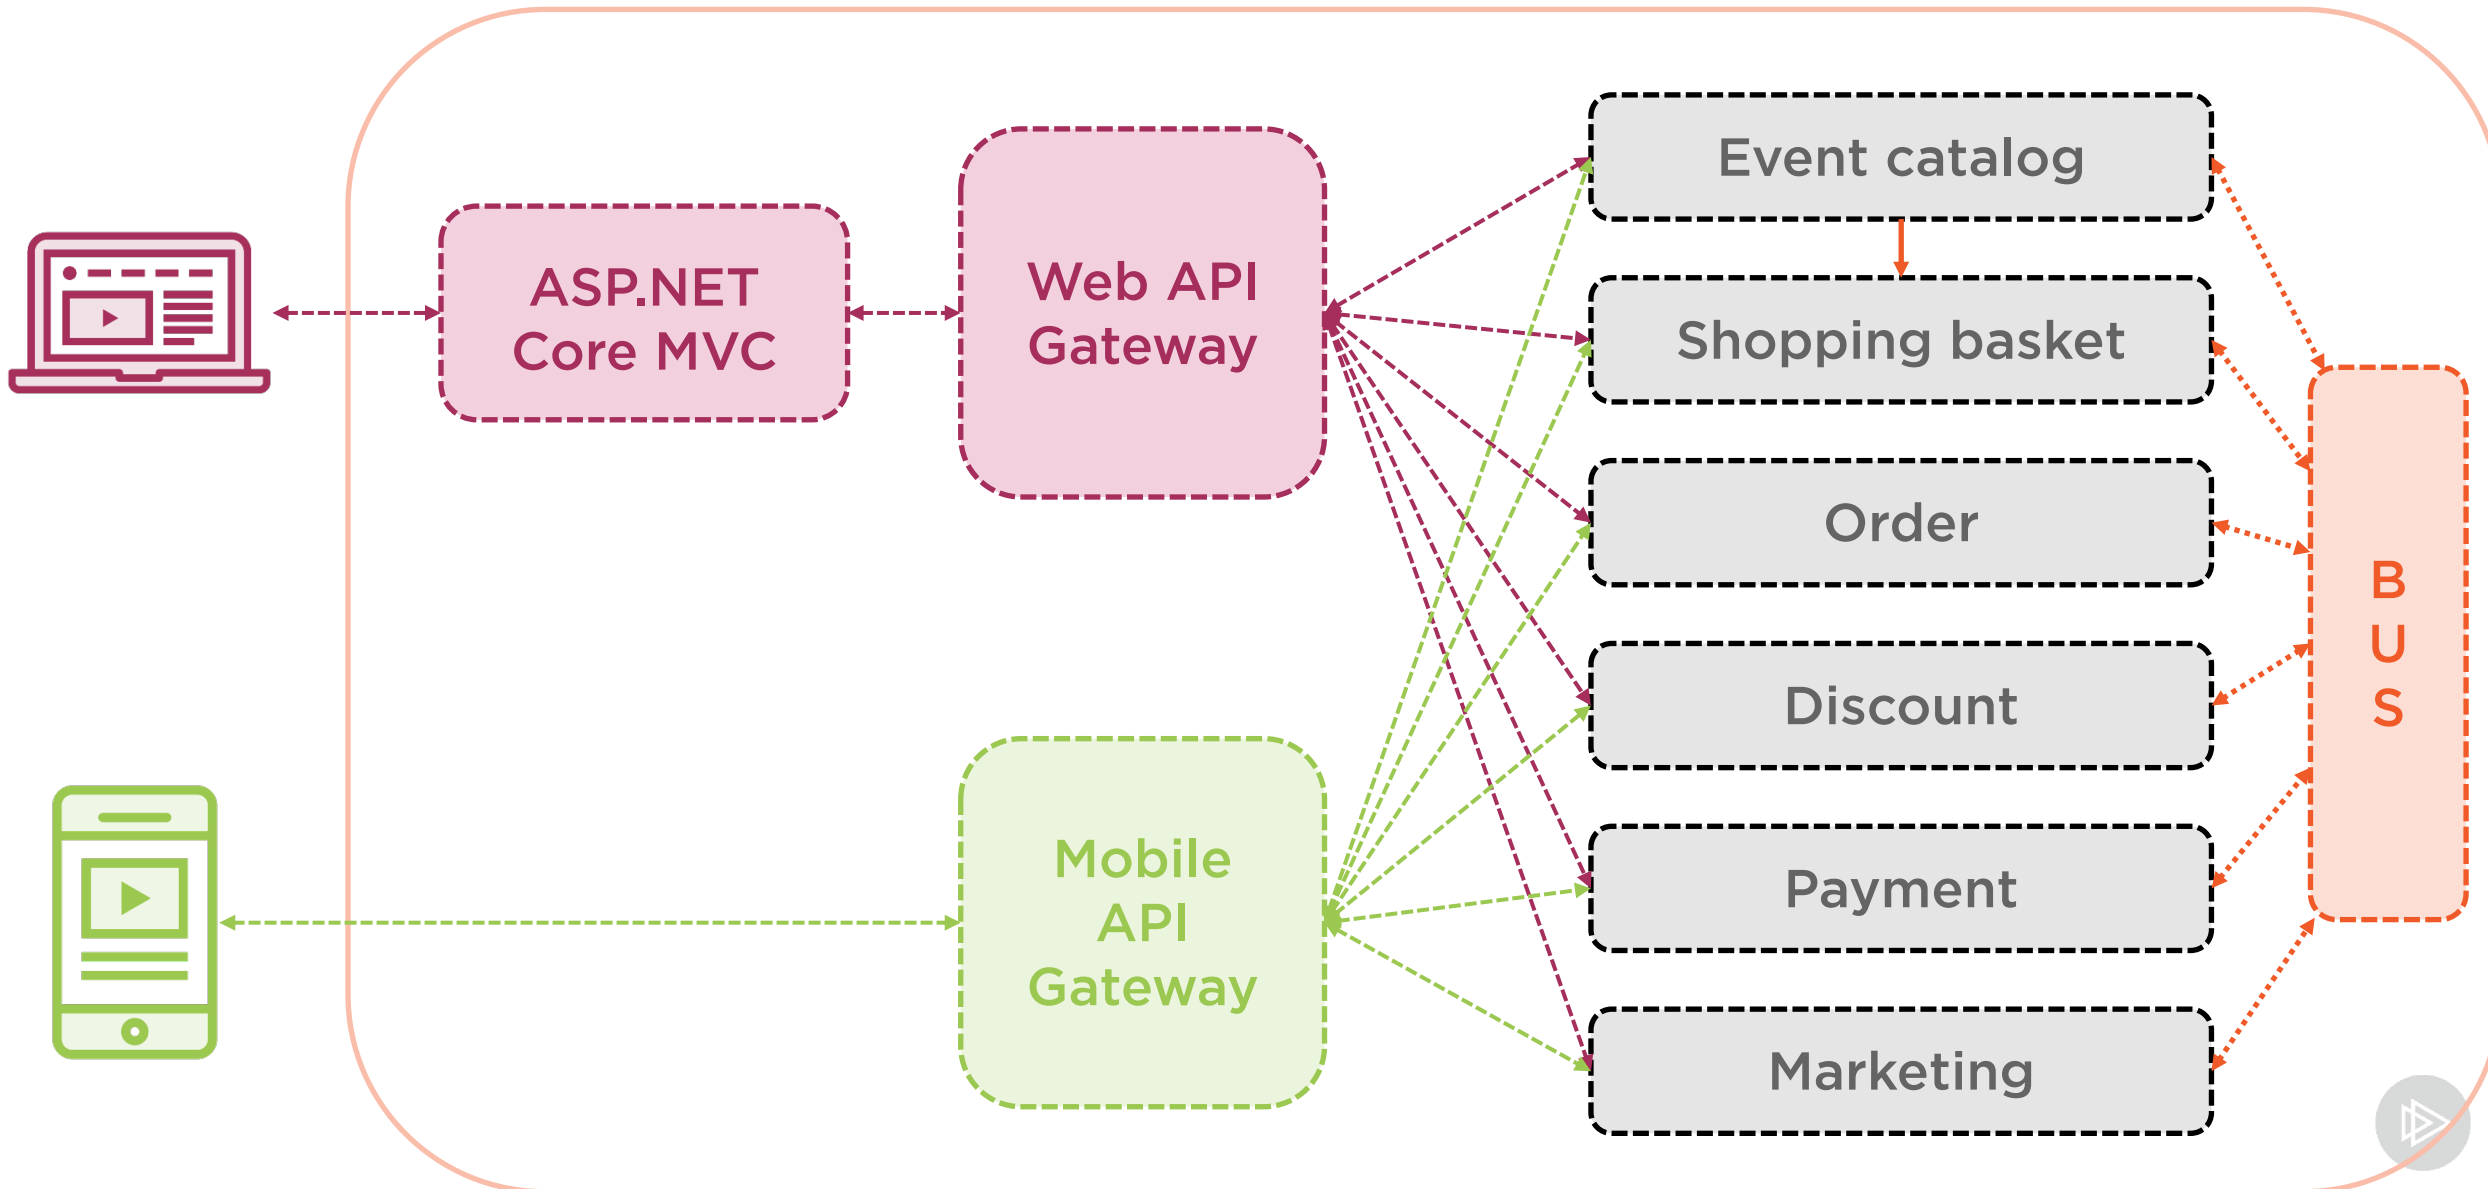 ASP.NET
Core MVC
Web API
Gateway
Mobile
API
Gateway
Event catalog
Shopping basket
Order
Discount
Payment
Marketing
B
U
S